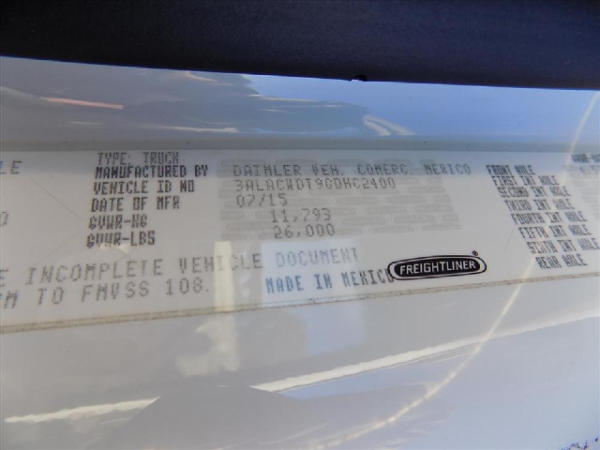 TYPE: TRUCK
MANUFACTURED BY DAIMLER VEH. COMERC. MEXICO
VEHICLE ID NO 3ALACWDT9GDHC2400
DATE OF MFR 07/15
GVWR-KG 11,793
GVWR-LBS 26,000
FRONT AXLE
FIRST INT AXLE
SECOND INT AXLE
THIRD INT AXLE
FOURTH INT AXLE
FIFTH INT AXLE
SIXTH INT AXLE
REAR AXLE
INCOMPLETE VEHICLE DOCUMENT
TO FMVSS 108. MADE IN MEXICO FREIGHTLINER